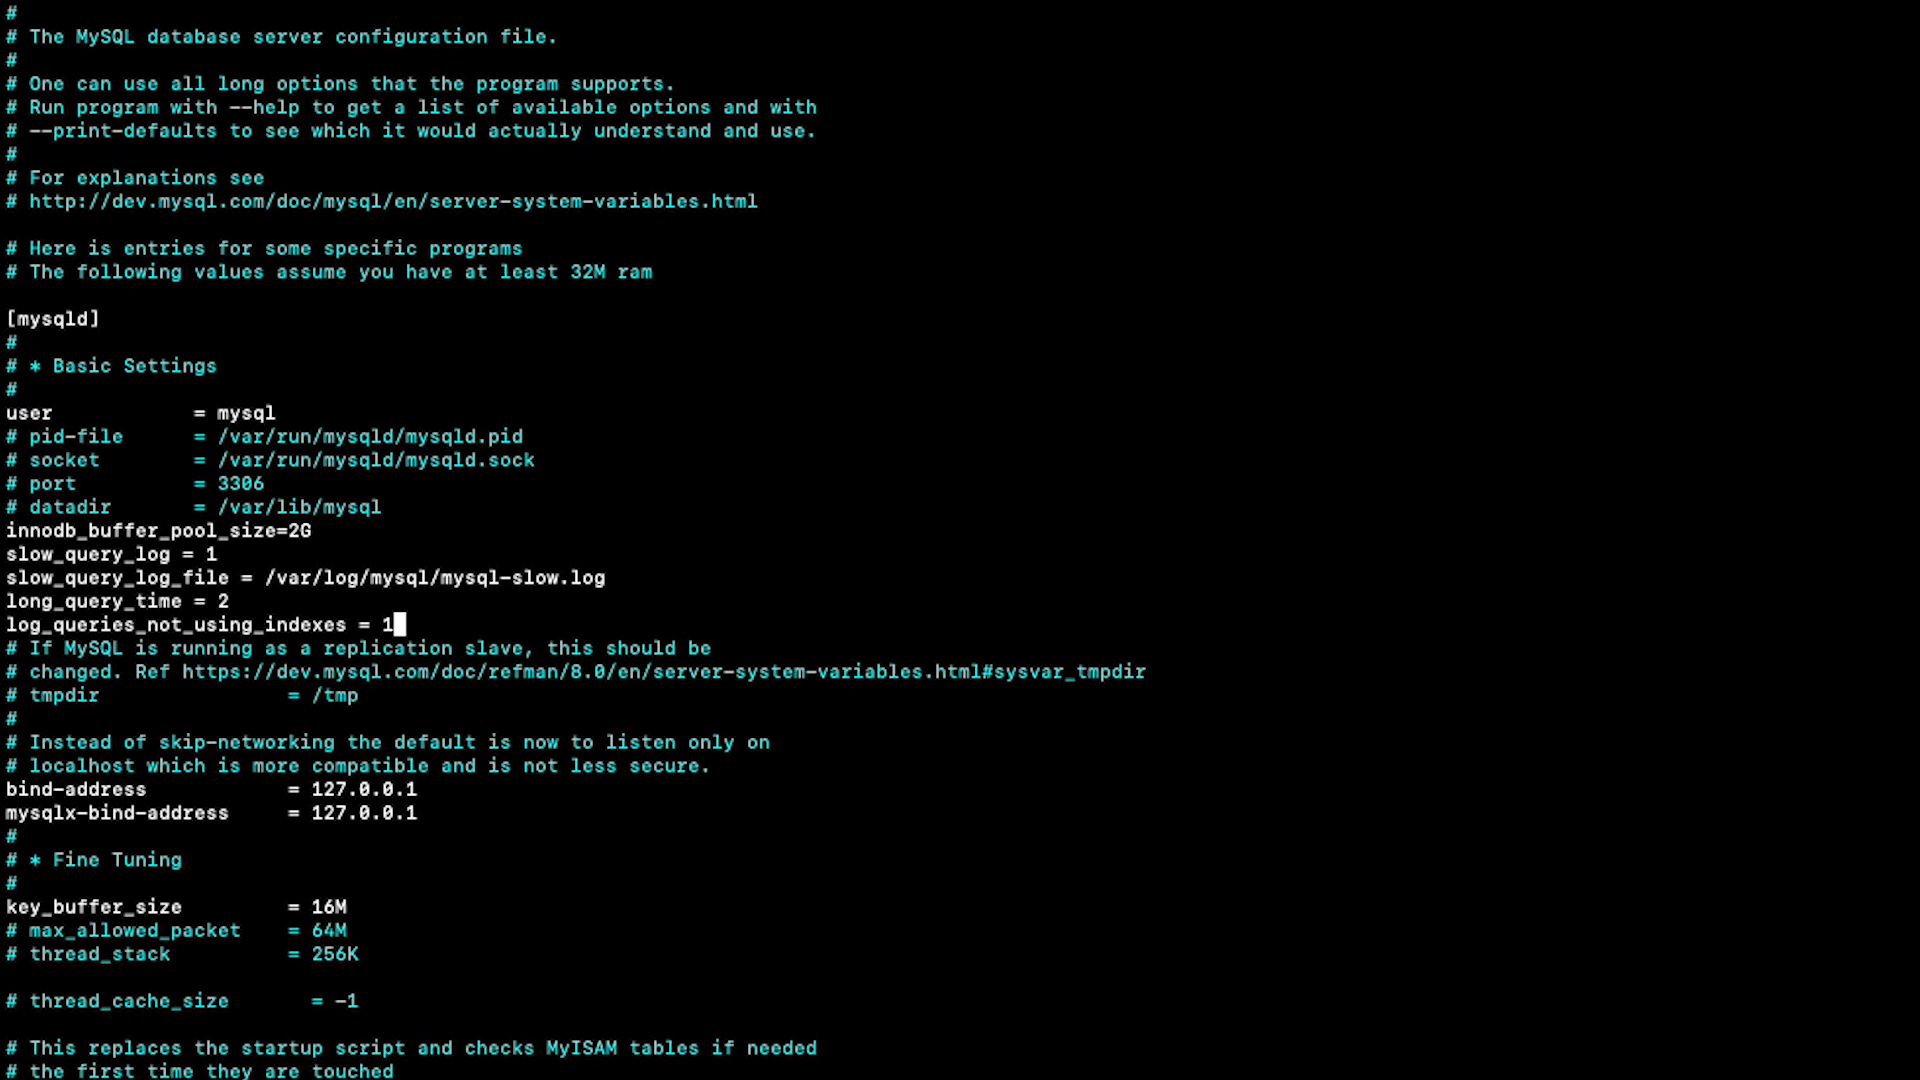 #
# The MySQL database server configuration file.
#
# One can use all long options that the program supports.
# Run program with --help to get a list of available options and with
# --print-defaults to see which it would actually understand and use.
#
# For explanations see
# http://dev.mysql.com/doc/mysql/en/server-system-variables.html
# Here is entries for some specific programs
# The following values assume you have at least 32M ram
[mysqld]
#
# * Basic Settings
#
user            = mysql
# pid-file      = /var/run/mysqld/mysqld.pid
# socket        = /var/run/mysqld/mysqld.sock
# port          = 3306
# datadir       = /var/lib/mysql
innodb_buffer_pool_size=2G
slow_query_log = 1
slow_query_log_file = /var/log/mysql/mysql-slow.log
long_query_time = 2
log_queries_not_using_indexes = 1
# If MySQL is running as a replication slave, this should be
# changed. Ref https://dev.mysql.com/doc/refman/8.0/en/server-system-variables.html#sysvar_tmpdir
# tmpdir                = /tmp
#
# Instead of skip-networking the default is now to listen only on
# localhost which is more compatible and is not less secure.
bind-address            = 127.0.0.1
mysqlx-bind-address     = 127.0.0.1
#
# * Fine Tuning
#
key_buffer_size         = 16M
# max_allowed_packet    = 64M
# thread_stack          = 256K
# thread_cache_size       = -1
# This replaces the startup script and checks MyISAM tables if needed
# the first time they are touched